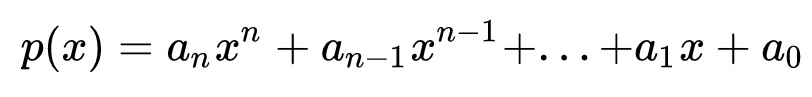 p(x) = aₙxⁿ + aₙ₋₁xⁿ⁻¹+...+a₁x + a₀